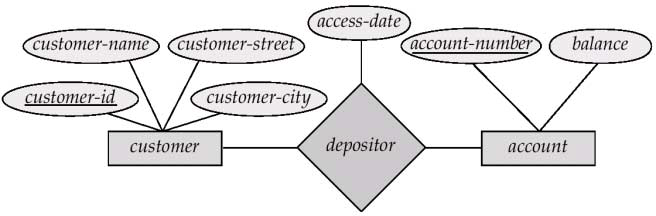 access-date
customer-name
customer-street
account-number
balance
customer-id
customer-city
customer
depositor
account